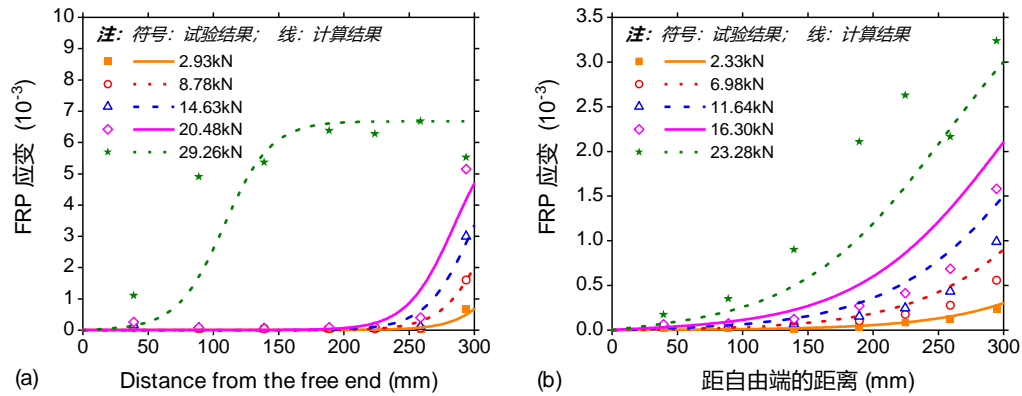 注：符号：试验结果； 线：计算结果
2.93kN
8.78kN
14.63kN
20.48kN
29.26kN
10
9
8
7
6
5
4
3
2
1
0
0 50 100 150 200 250 300
FRP 应变 (10⁻³)
(a) Distance from the free end (mm)
注：符号：试验结果； 线：计算结果
2.33kN
6.98kN
11.64kN
16.30kN
23.28kN
3.5
3.0
2.5
2.0
1.5
1.0
0.5
0.0
0 50 100 150 200 250 300
FRP 应变 (10⁻³)
(b) 距自由端的距离 (mm)